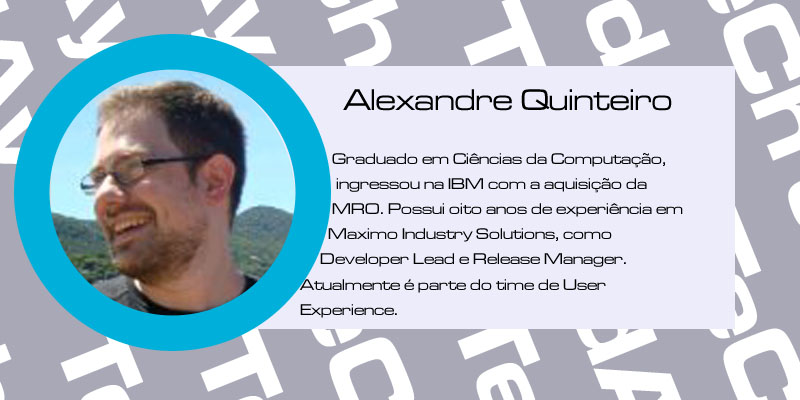 Alexandre Quinteiro
Graduado em Ciências da Computação,
ingressou na IBM com a aquisição da
MRO. Possui oito anos de experiência em
Maximo Industry Solutions, como
Developer Lead e Release Manager.
Atualmente é parte do time de User
Experience.